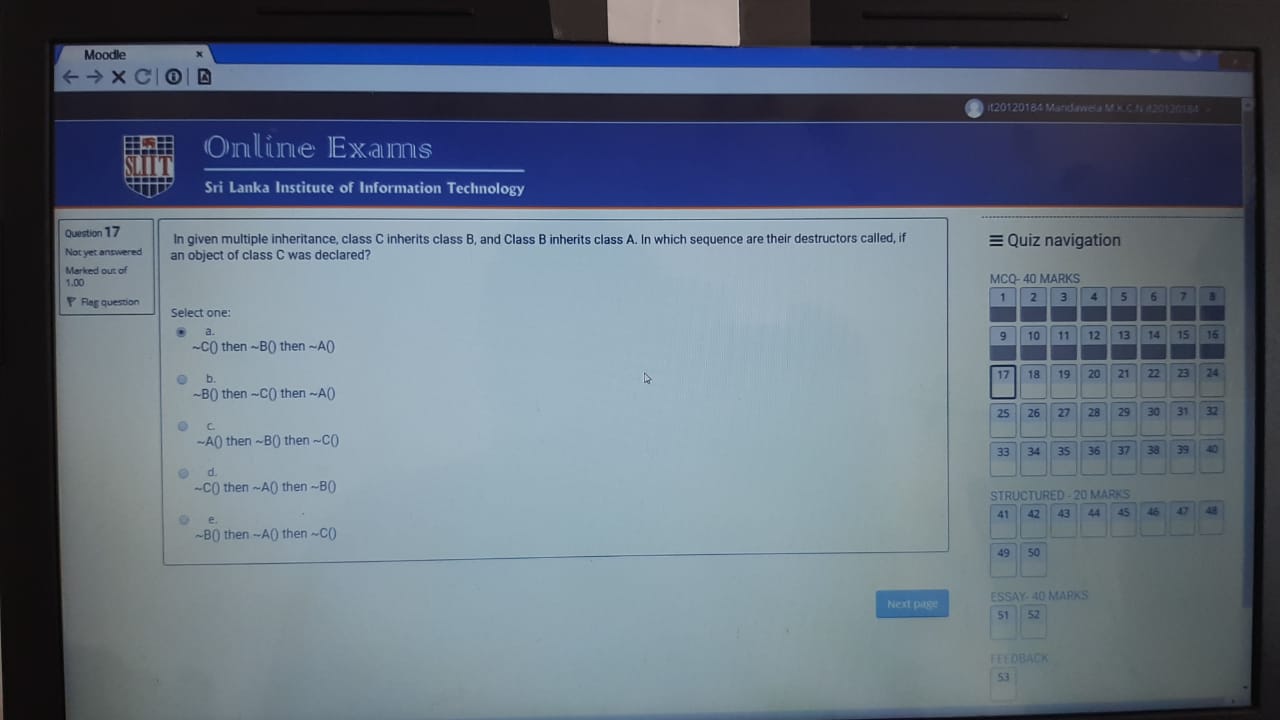 Moodle
it20120184
it20120184
SLIIT
Online Exams
Sri Lanka Institute of Information Technology
Question 17
Not yet answered
Marked out of
1.00
Flag question
In given multiple inheritance, class C inherits class B, and Class B inherits class A. In which sequence are their destructors called, if
an object of class C was declared?
Select one:
a.
~C() then ~B() then ~A()
b.
~B() then ~C() then ~A()
c.
~A() then ~B() then ~C()
d.
~C() then ~A() then ~B()
e.
~B() then ~A() then ~C()
Next page
Quiz navigation
MCQ- 40 MARKS
1 2 3 4 5 6 7 8
9 10 11 12 13 14 15 16
17 18 19 20 21 22 23 24
25 26 27 28 29 30 31 32
33 34 35 36 37 38 39 40
STRUCTURED - 20 MARKS
41 42 43 44 45 46 47 48
49 50
ESSAY- 40 MARKS
51 52
FEEDBACK
53